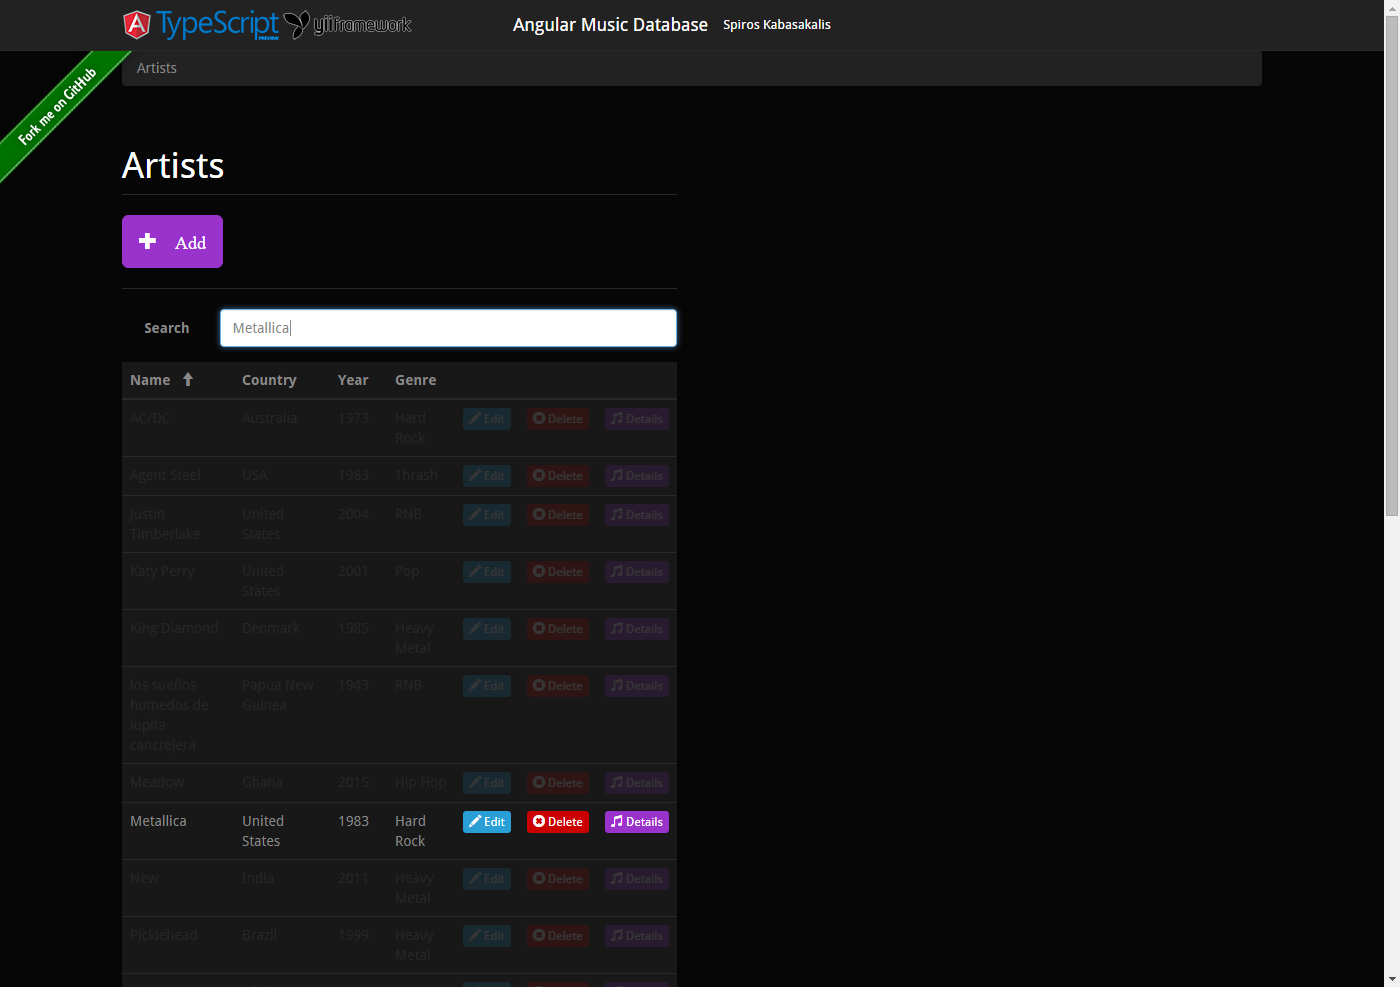 TypeScript PREVIEW yiiframework Angular Music Database Spiros Kabasakalis
Fork me on GitHub
Artists
Artists
Add
Search Metallica
Name Country Year Genre
AC/DC Australia 1973 Hard Rock Edit Delete Details
Agent Steel USA 1983 Thrash Edit Delete Details
Justin Timberlake United States 2004 RNB Edit Delete Details
Katy Perry United States 2001 Pop Edit Delete Details
King Diamond Denmark 1985 Heavy Metal Edit Delete Details
los sueños humedos de lupita cancrejera Papua New Guinea 1943 RNB Edit Delete Details
Meadow Ghana 2015 Hip Hop Edit Delete Details
Metallica United States 1983 Hard Rock Edit Delete Details
New India 2011 Heavy Metal Edit Delete Details
Picklehead Brazil 1999 Heavy Metal Edit Delete Details